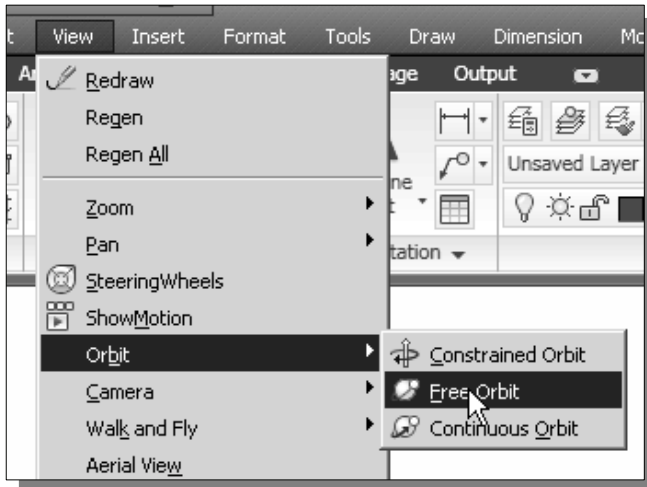 View Insert Format Tools Draw Dimension
Output
Redraw
Regen
Regen All
Unsaved Layer
Zoom
Pan
SteeringWheels
ShowMotion
Orbit
Constrained Orbit
Camera
Free Orbit
Walk and Fly
Continuous Orbit
Aerial View